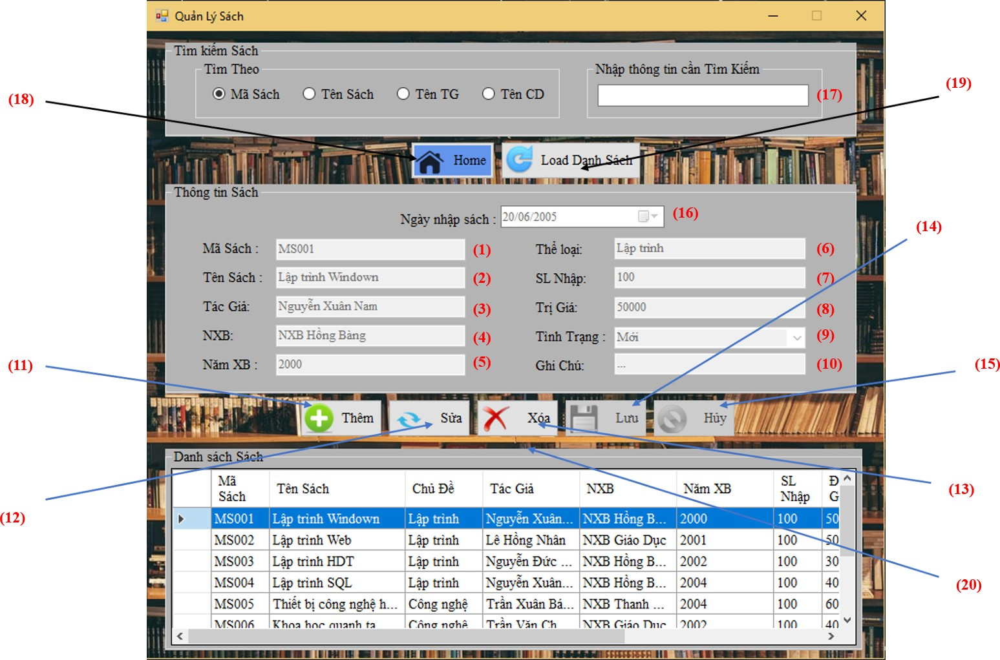 Quản Lý Sách
Tìm kiếm Sách
Tìm Theo
Nhập thông tin cần Tìm Kiếm
(19)
(18)
Mã Sách Tên Sách Tên TG Tên CD
(17)
Home Load Danh Sách
Thông tin Sách
Ngày nhập sách : 20/06/2005 (16)
(14)
Mã Sách : MS001 (1) Thể loại: Lập trình (6)
Tên Sách : Lập trình Windown (2) SL Nhập: 100 (7)
Tác Giả: Nguyễn Xuân Nam (3) Trị Giá: 50000 (8)
NXB: NXB Hồng Bàng (4) Tình Trạng : Mới (9)
(11) Năm XB : 2000 (5) Ghi Chú: ... (10) (15)
Thêm Sửa Xóa Lưu Hủy
Danh sách Sách
Mã Sách Tên Sách Chủ Đề Tác Giả NXB Năm XB SL Nhập Đ G
(13)
(12)
MS001 Lập trình Windown Lập trình Nguyễn Xuân... NXB Hồng B... 2000 100 50
MS002 Lập trình Web Lập trình Lê Hồng Nhân NXB Giáo Dục 2001 100 50
MS003 Lập trình HDT Lập trình Nguyễn Đức ... NXB Hồng B... 2002 100 30
MS004 Lập trình SQL Lập trình Nguyễn Xuân... NXB Hồng B... 2004 100 40
(20)
MS005 Thiết bị công nghệ h... Công nghệ Trần Xuân Bá... NXB Thanh ... 2004 100 60
MS006 Khoa học quanh ta Công nghệ Trần Văn Ch NXB Giáo Dục 2002 100 40